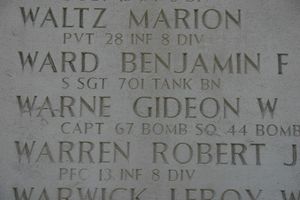 WALTZ MARION
PVT 28 INF 8 DIV
WARD BENJAMIN F
S SGT 701 TANK BN
WARNE GIDEON W
CAPT 67 BOMB SQ 44 BOMB
WARREN ROBERT J
PFC 13 INF 8 DIV
WARWICK LEROY W